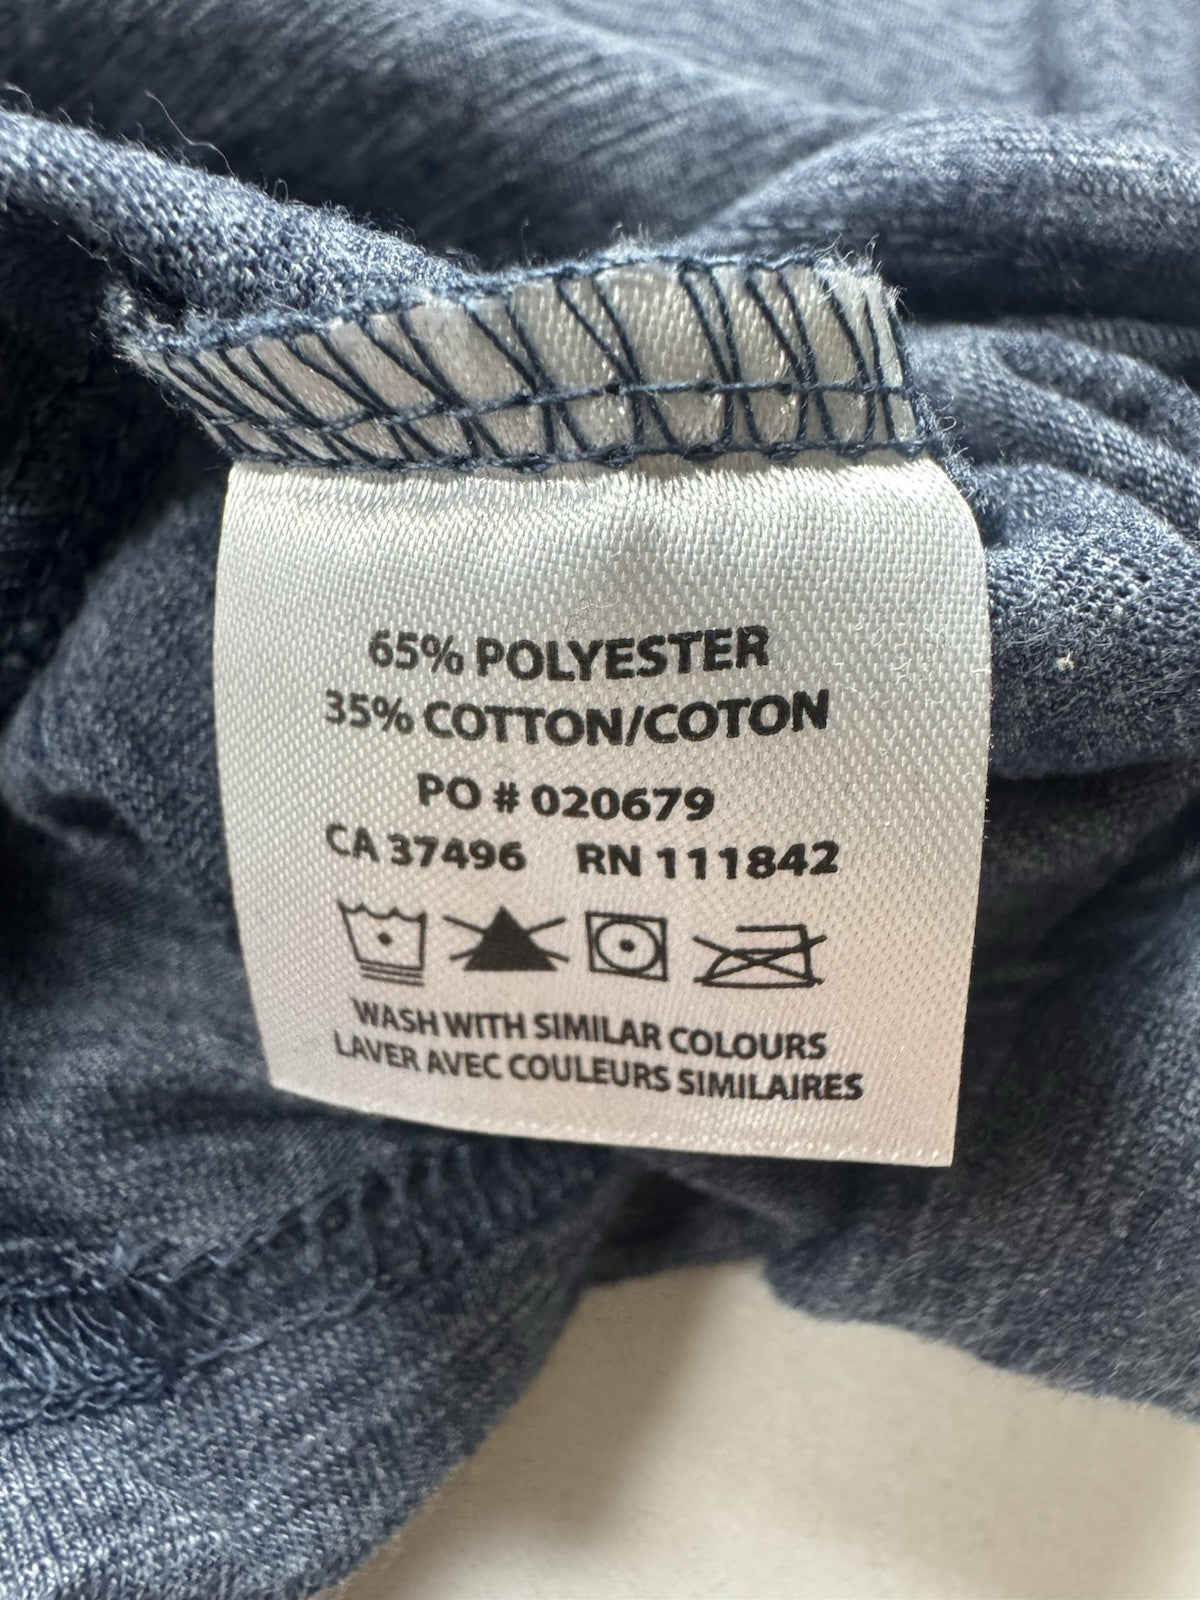 65% POLYESTER
35% COTTON/COTON
PO # 020679
CA 37496 RN 111842
WASH WITH SIMILAR COLOURS
LAVER AVEC COULEURS SIMILAIRES